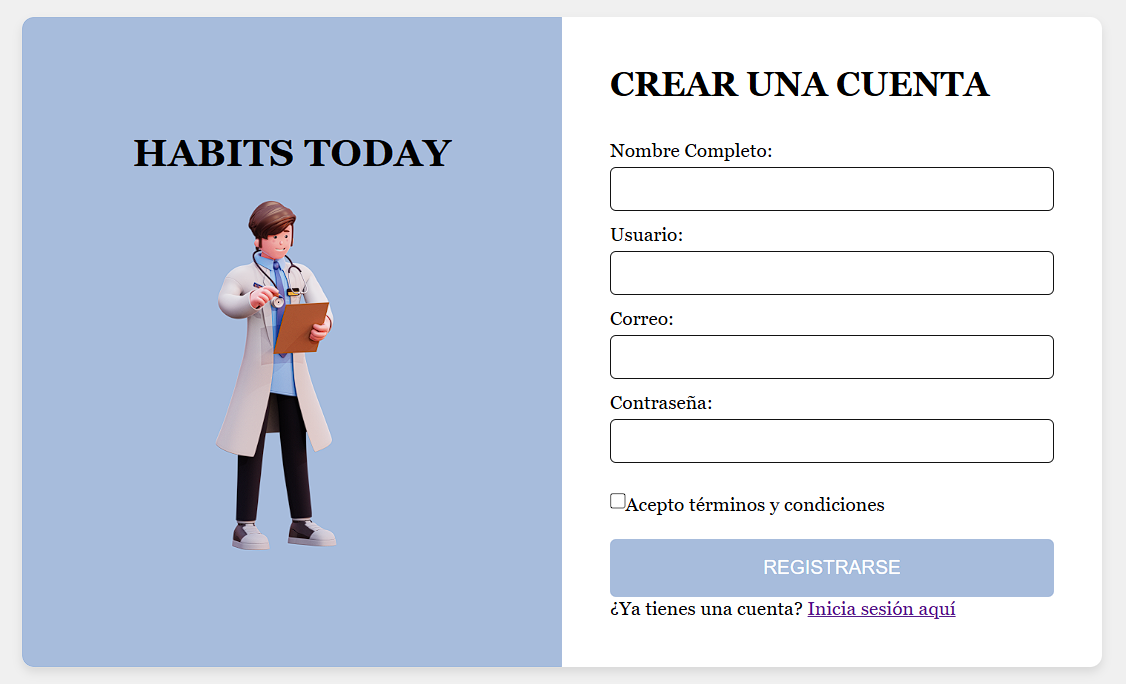 HABITS TODAY
CREAR UNA CUENTA
Nombre Completo:
Usuario:
Correo:
Contraseña:
Acepto términos y condiciones
REGISTRARSE
¿Ya tienes una cuenta? Inicia sesión aquí